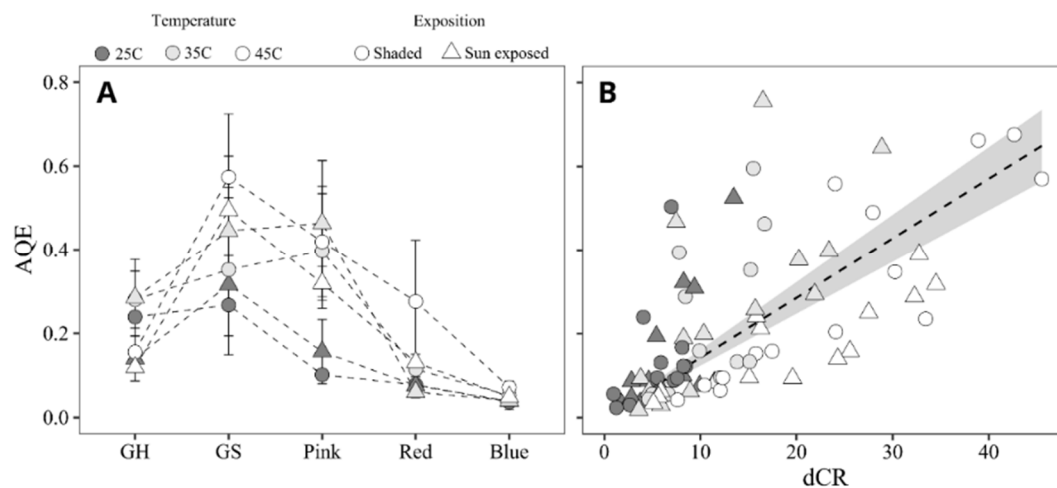 Temperature Exposition
25C 35C 45C Shaded Sun exposed
A B
0.8
0.6
0.4
0.2
0.0
AQE
GH GS Pink Red Blue
0 10 20 30 40
dCR